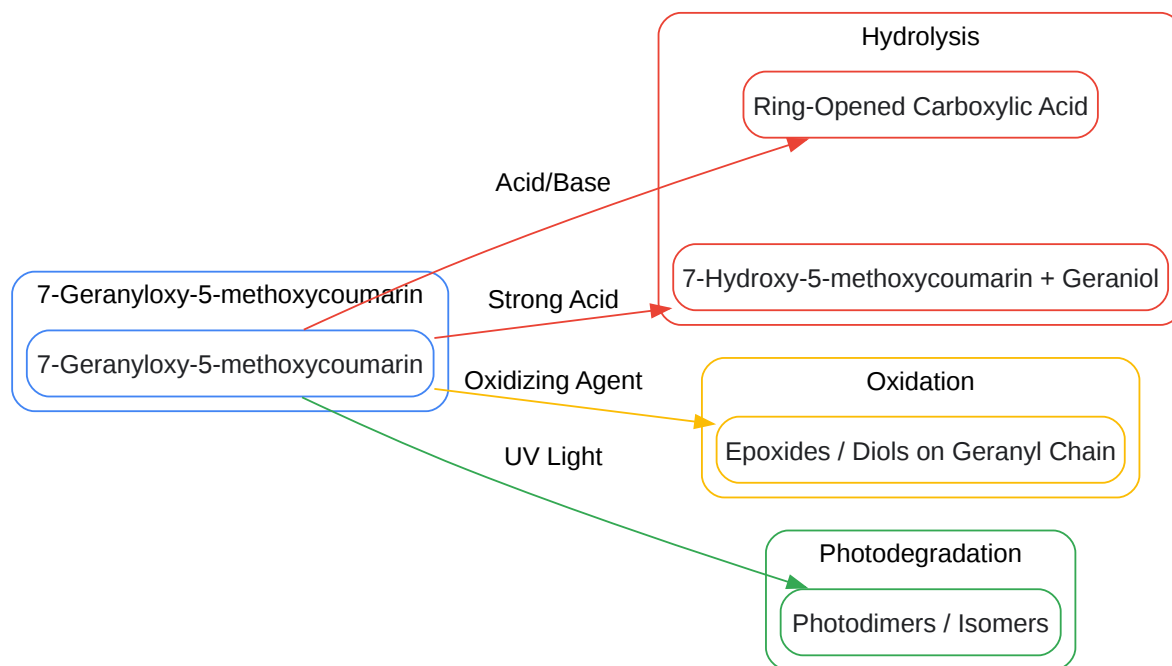 Hydrolysis
Ring-Opened Carboxylic Acid
Acid/Base
7-Hydroxy-5-methoxycoumarin + Geraniol
7-Geranyloxy-5-methoxycoumarin
Strong Acid
7-Geranyloxy-5-methoxycoumarin
Oxidizing Agent
Oxidation
Epoxides / Diols on Geranyl Chain
UV Light
Photodegradation
Photodimers / Isomers